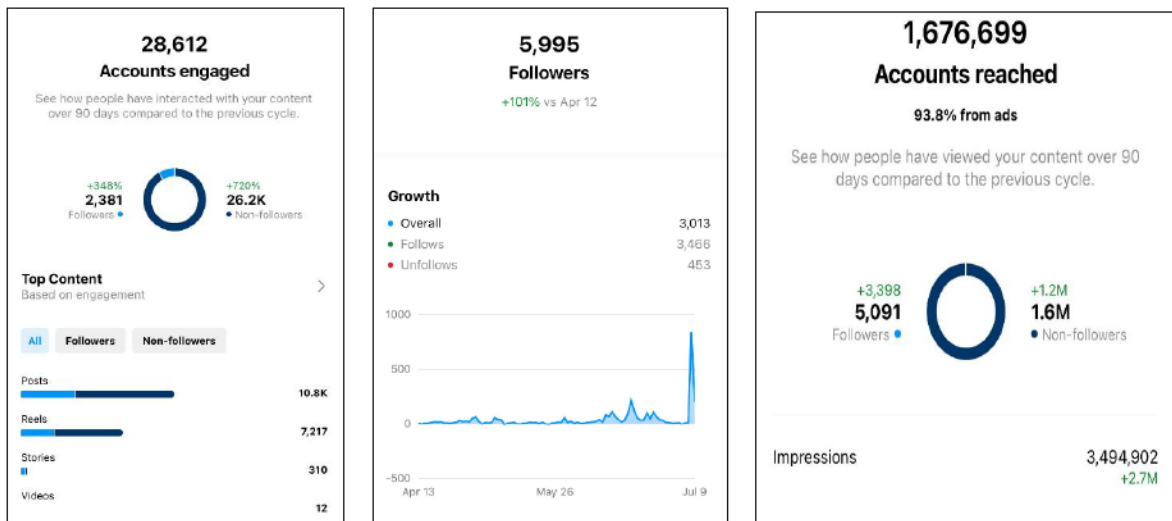 28,612
Accounts engaged
See how people have interacted with your content
over 90 days compared to the previous cycle.
+348%
2,381
Followers
+720%
26.2K
Non-followers
Top Content
Based on engagement
All Followers Non-followers
Posts
10.8K
Reels
7,217
Stories
310
Videos
12
5,995
Followers
+101% vs Apr 12
Growth
Overall 3,013
Follows 3,466
Unfollows 453
1000
500
0
-500
Apr 13 May 26 Jul 9
1,676,699
Accounts reached
93.8% from ads
See how people have viewed your content over 90
days compared to the previous cycle.
+3,398
5,091
Followers
+1.2M
1.6M
Non-followers
Impressions 3,494,902
+2.7M